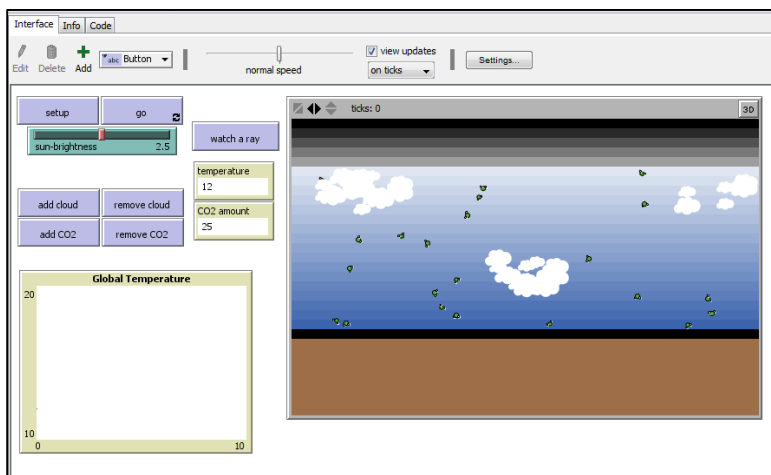 Interface Info Code
Edit Delete Add abc Button normal speed view updates on ticks Settings...
setup go
sun-brightness 2.5
watch a ray
temperature
12
CO2 amount
25
add cloud remove cloud
add CO2 remove CO2
Global Temperature
20
10
0 10
ticks: 0 3D